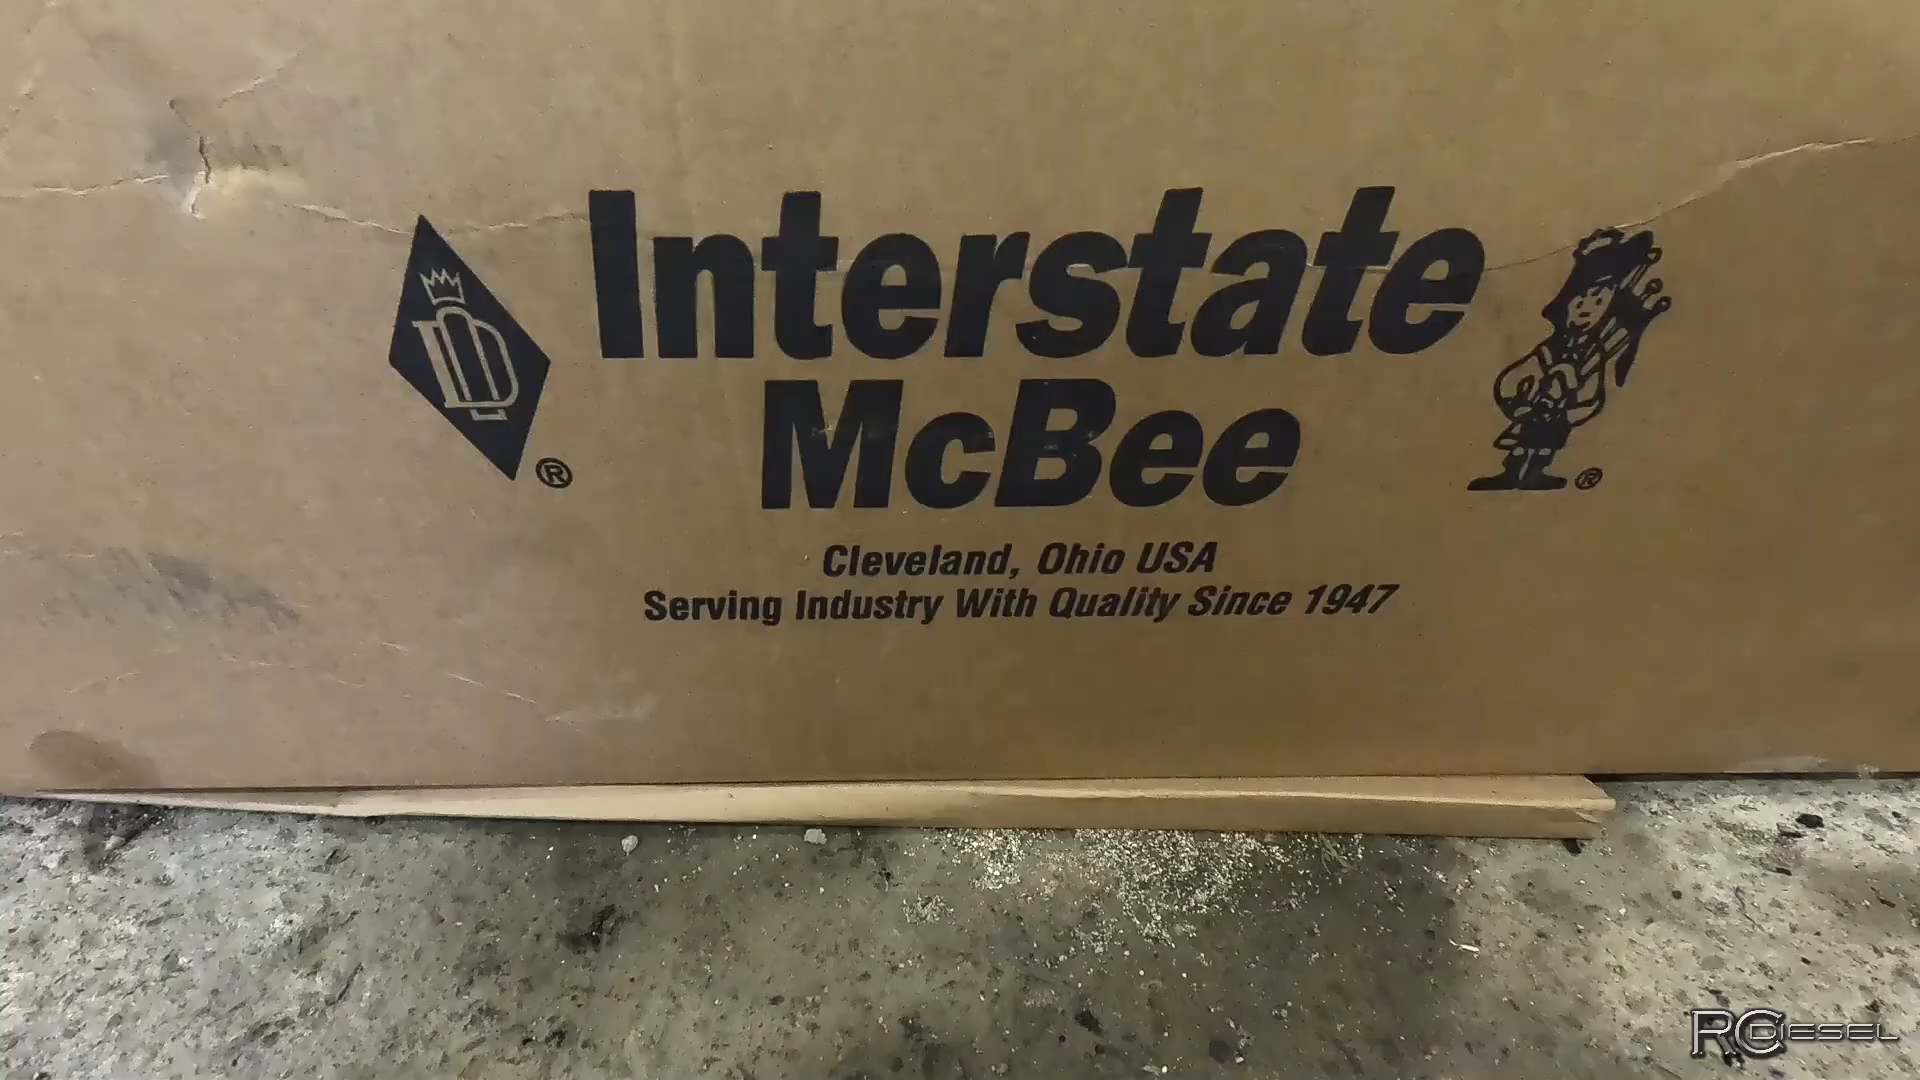 Interstate
McBee
®
®
Cleveland, Ohio USA
Serving Industry With Quality Since 1947
RCDIESEL